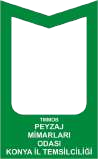 TMMOB
PEYZAJ
MİMARLARI
ODASI
KONYA İL TEMSİLCİLİĞİ